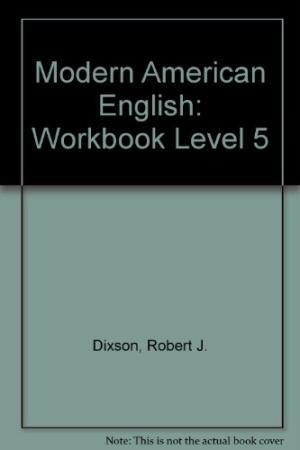 Modern American
English:
Workbook Level 5
Dixson, Robert J.
Note: This is not the actual book cover